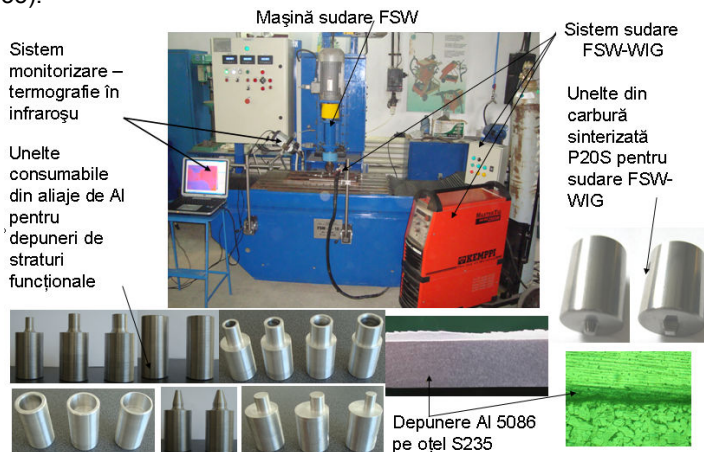 Maşină sudare FSW
Sistem
monitorizare –
termografie în
infraroşu
Unelte
consumabile
din aliaje de Al
pentru
depuneri de
straturi
funcţionale
Sistem sudare
FSW-WIG
Unelte din
carbură
sinterizată
P20S pentru
sudare FSW-
WIG
KEMPPI
Depunere Al 5086
pe oţel S235